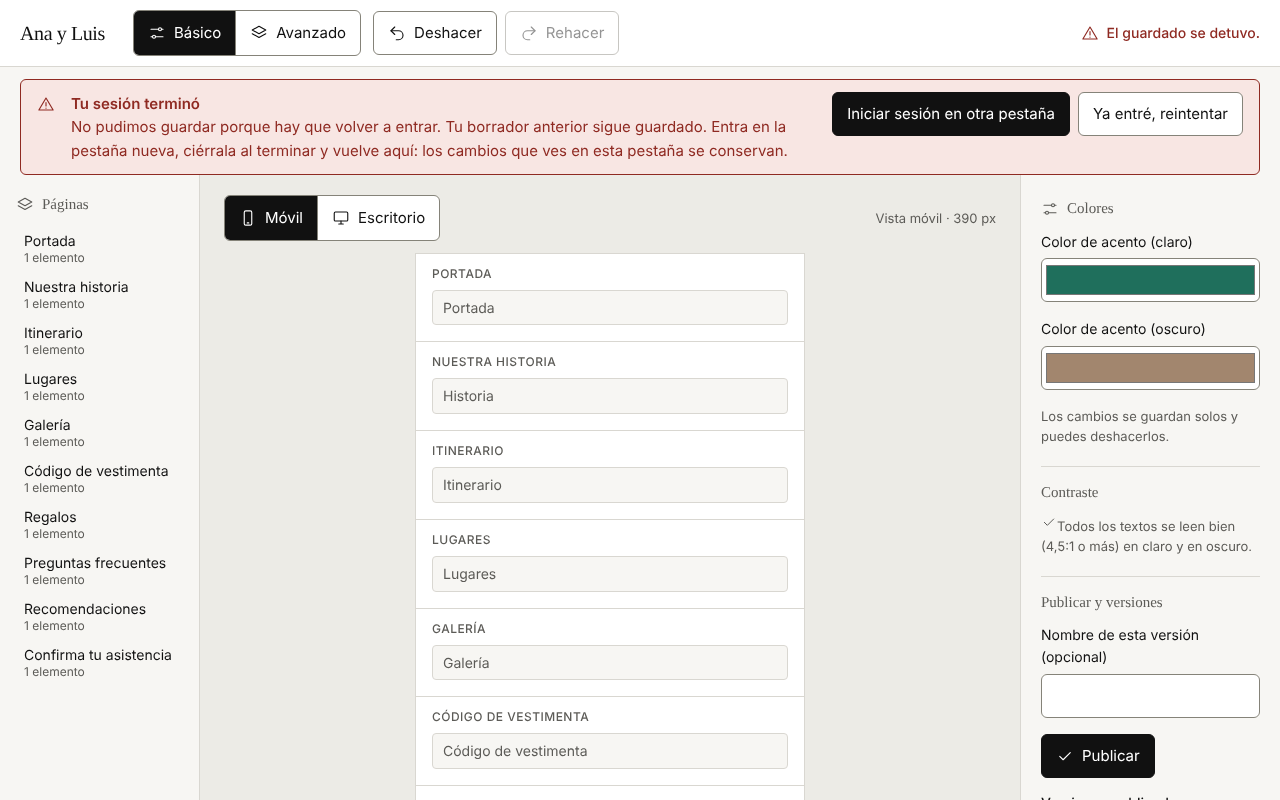 Ana y Luis
Básico
Avanzado
Deshacer
Rehacer
El guardado se detuvo.
Tu sesión terminó
No pudimos guardar porque hay que volver a entrar. Tu borrador anterior sigue guardado. Entra en la
pestaña nueva, ciérrala al terminar y vuelve aquí: los cambios que ves en esta pestaña se conservan.
Iniciar sesión en otra pestaña
Ya entré, reintentar
Páginas
Portada
1 elemento
Nuestra historia
1 elemento
Itinerario
1 elemento
Lugares
1 elemento
Galería
1 elemento
Código de vestimenta
1 elemento
Regalos
1 elemento
Preguntas frecuentes
1 elemento
Recomendaciones
1 elemento
Confirma tu asistencia
1 elemento
Móvil
Escritorio
Vista móvil · 390 px
PORTADA
Portada
NUESTRA HISTORIA
Historia
ITINERARIO
Itinerario
LUGARES
Lugares
GALERÍA
Galería
CÓDIGO DE VESTIMENTA
Código de vestimenta
Colores
Color de acento (claro)
Color de acento (oscuro)
Los cambios se guardan solos y
puedes deshacerlos.
Contraste
Todos los textos se leen bien
(4,5:1 o más) en claro y en oscuro.
Publicar y versiones
Nombre de esta versión
(opcional)
Publicar